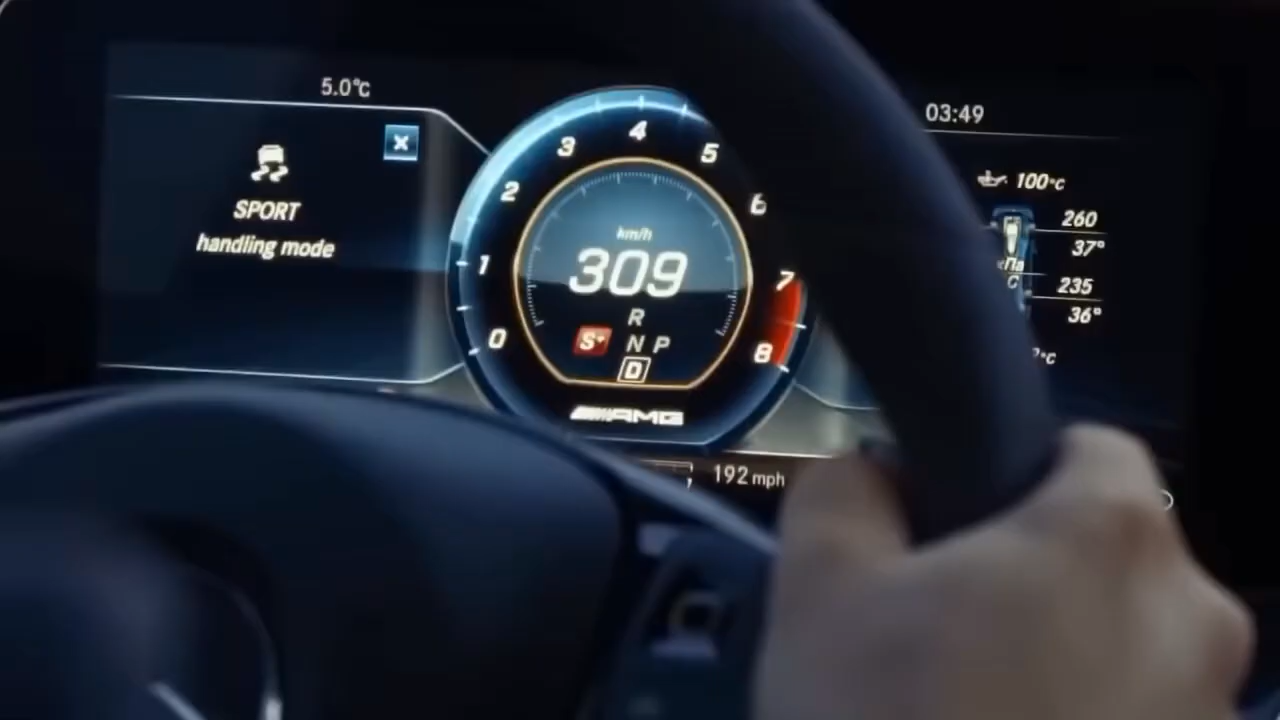 5.0°C
SPORT
handling mode
0
1
2
3
4
5
6
7
8
km/h
309
R
S+ N P
D
AMG
192 mph
03:49
100°C
260
37°
кПа
°C
235
36°
°C